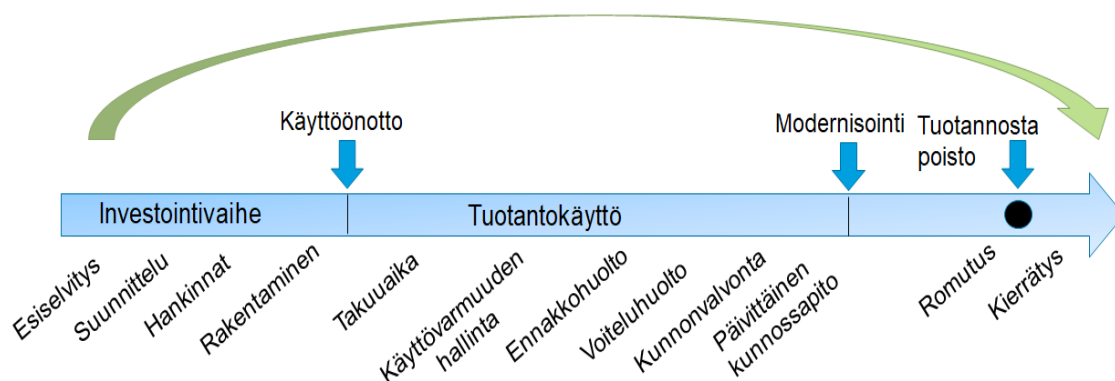 Käyttöönotto
Modernisointi
Tuotannosta
poisto
Investointivaihe
Tuotantokäyttö
Esiselvitys
Suunnittelu
Hankinnat
Rakentaminen
Takuuaika
Käyttövarmuuden
hallinta
Ennakkohuolto
Voiteluhuolto
Kunnonvalvonta
Päivittäinen
kunnossapito
Romutus
Kierrätys